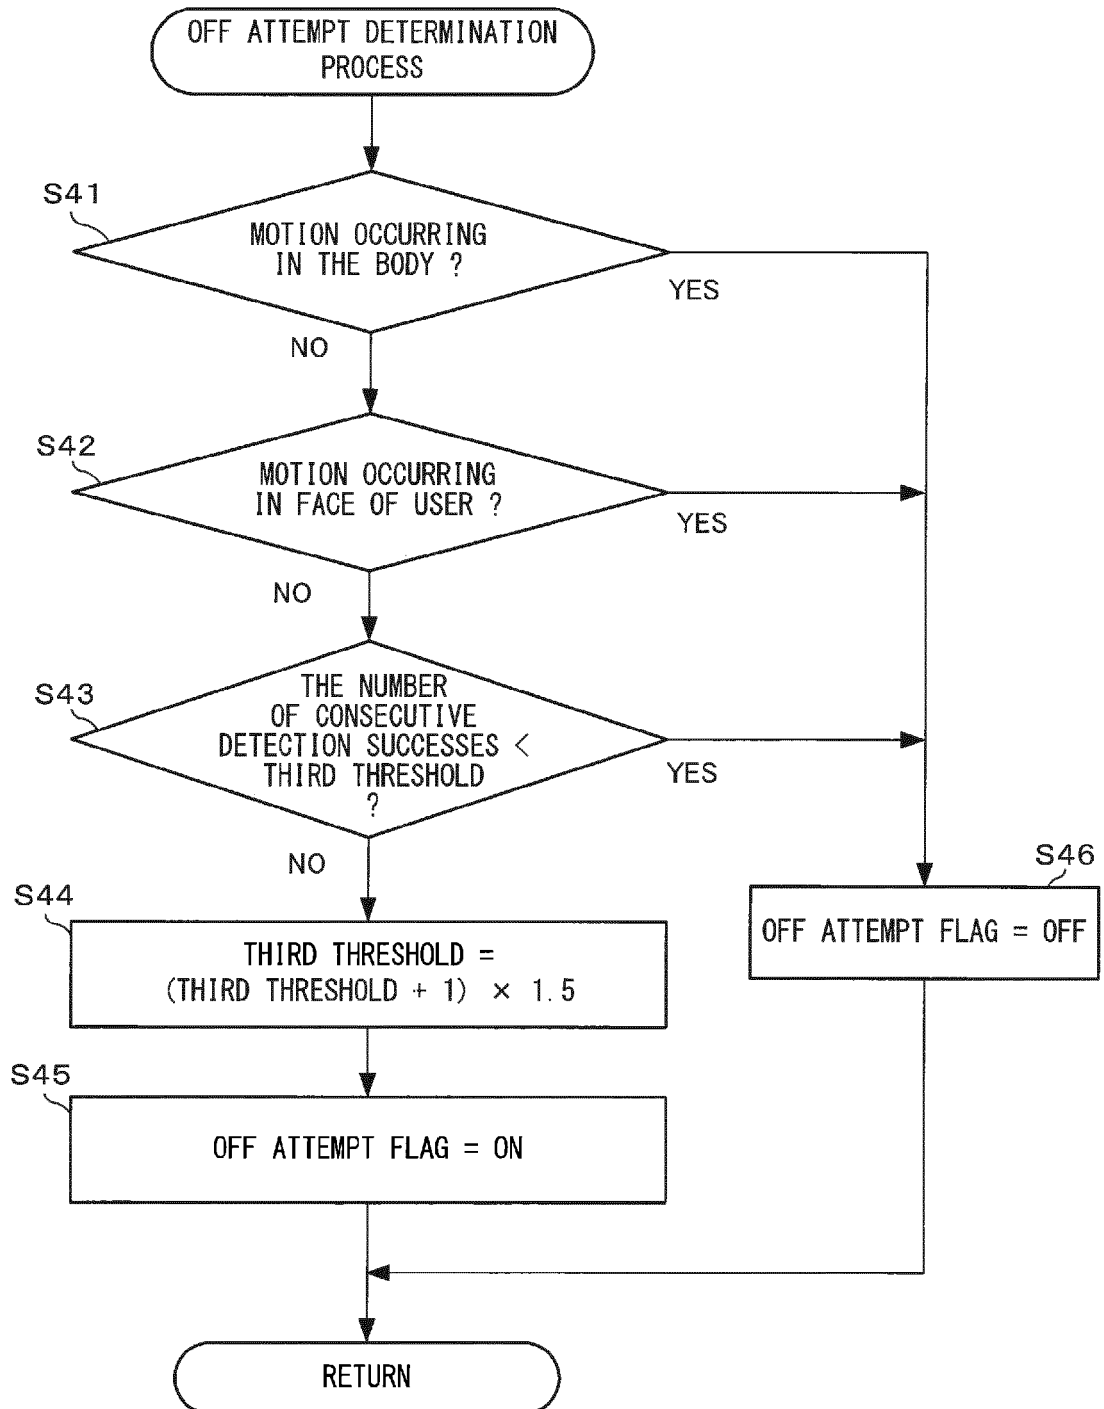 OFF ATTEMPT DETERMINATION
PROCESS
S41
MOTION OCCURRING
IN THE BODY ?
YES
NO
S42
MOTION OCCURRING
IN FACE OF USER ?
YES
NO
S43
THE NUMBER
OF CONSECUTIVE
DETECTION SUCCESSES <
THIRD THRESHOLD
?
YES
NO
S44
THIRD THRESHOLD =
(THIRD THRESHOLD + 1) × 1.5
S46
OFF ATTEMPT FLAG = OFF
S45
OFF ATTEMPT FLAG = ON
RETURN